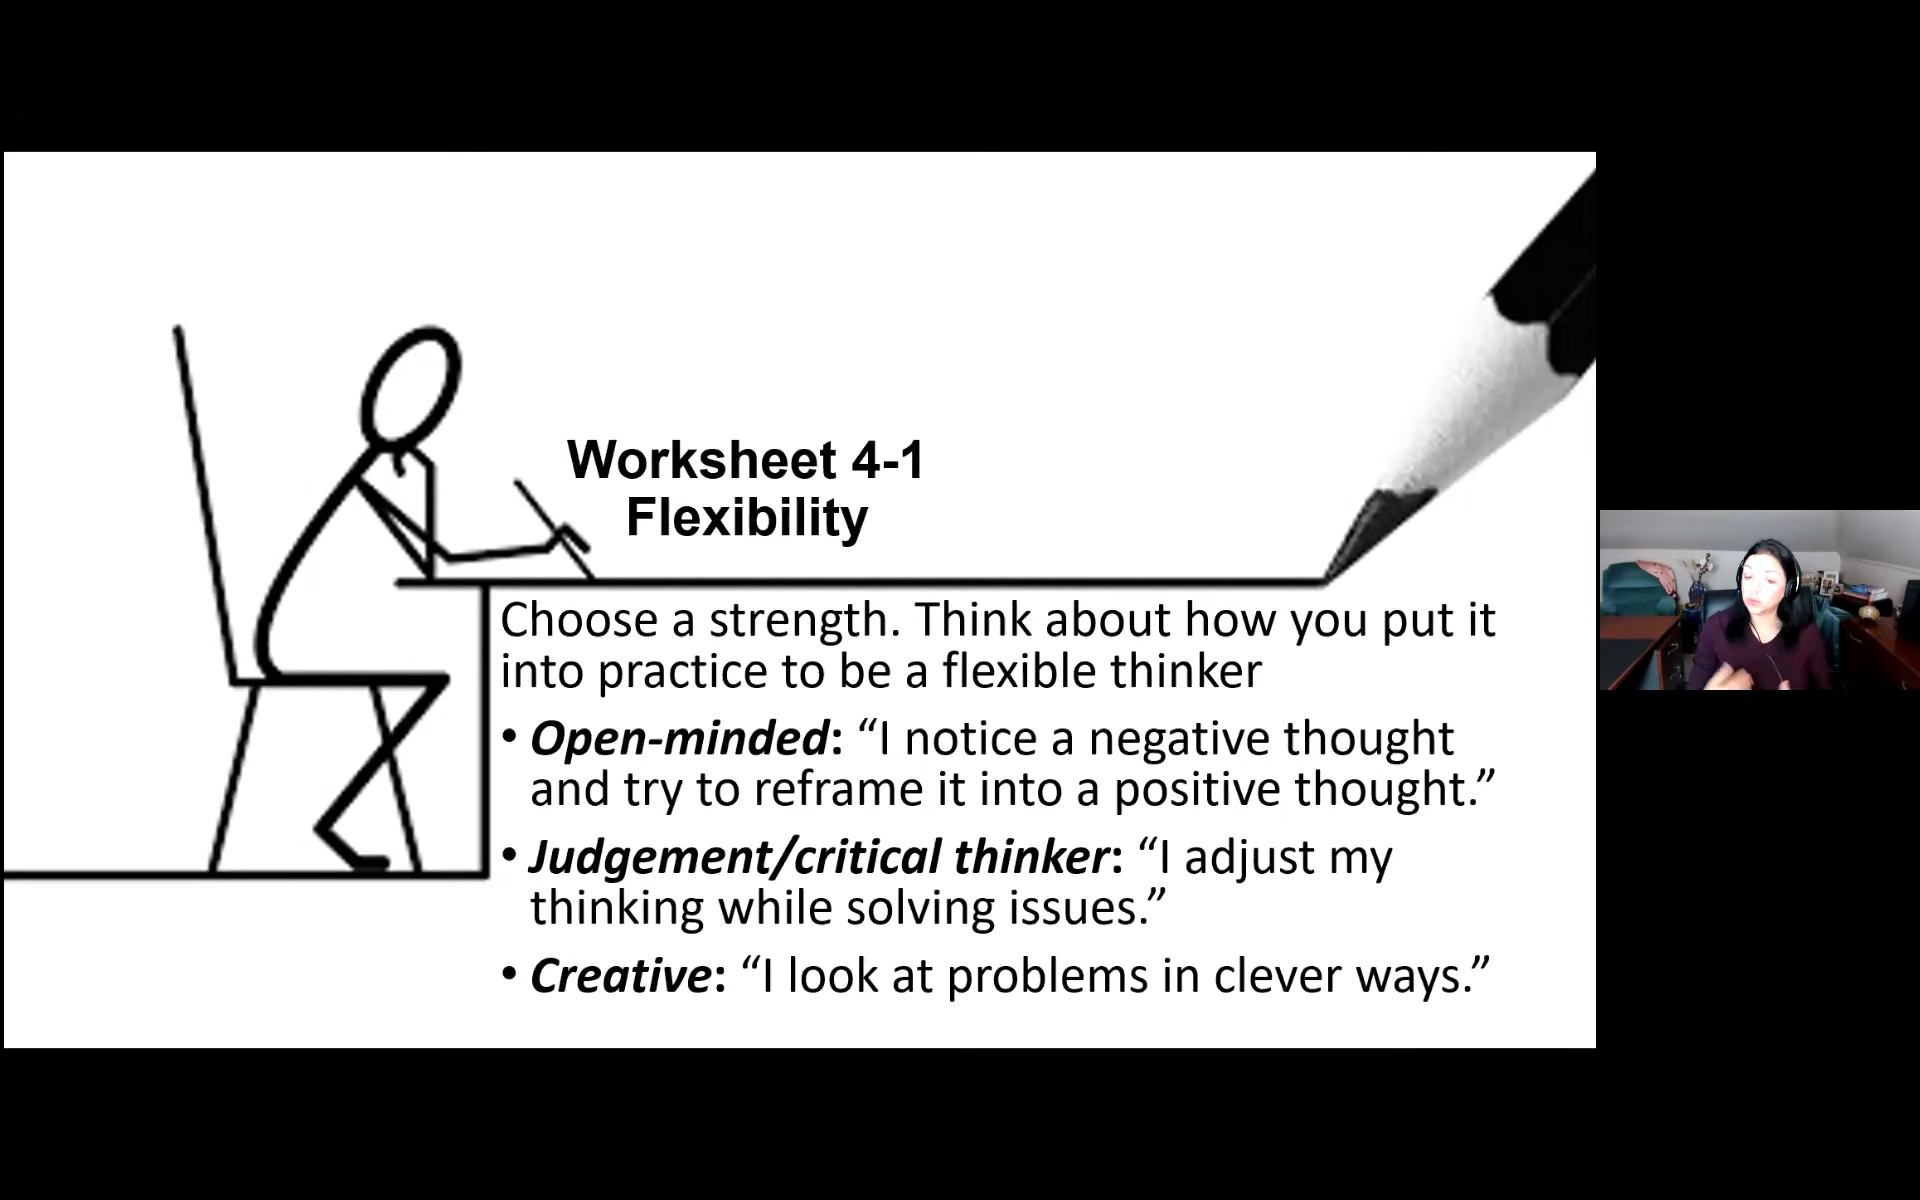 Worksheet 4-1
Flexibility
Choose a strength. Think about how you put it
into practice to be a flexible thinker
• Open-minded: “I notice a negative thought
and try to reframe it into a positive thought.”
• Judgement/critical thinker: “I adjust my
thinking while solving issues.”
• Creative: “I look at problems in clever ways.”